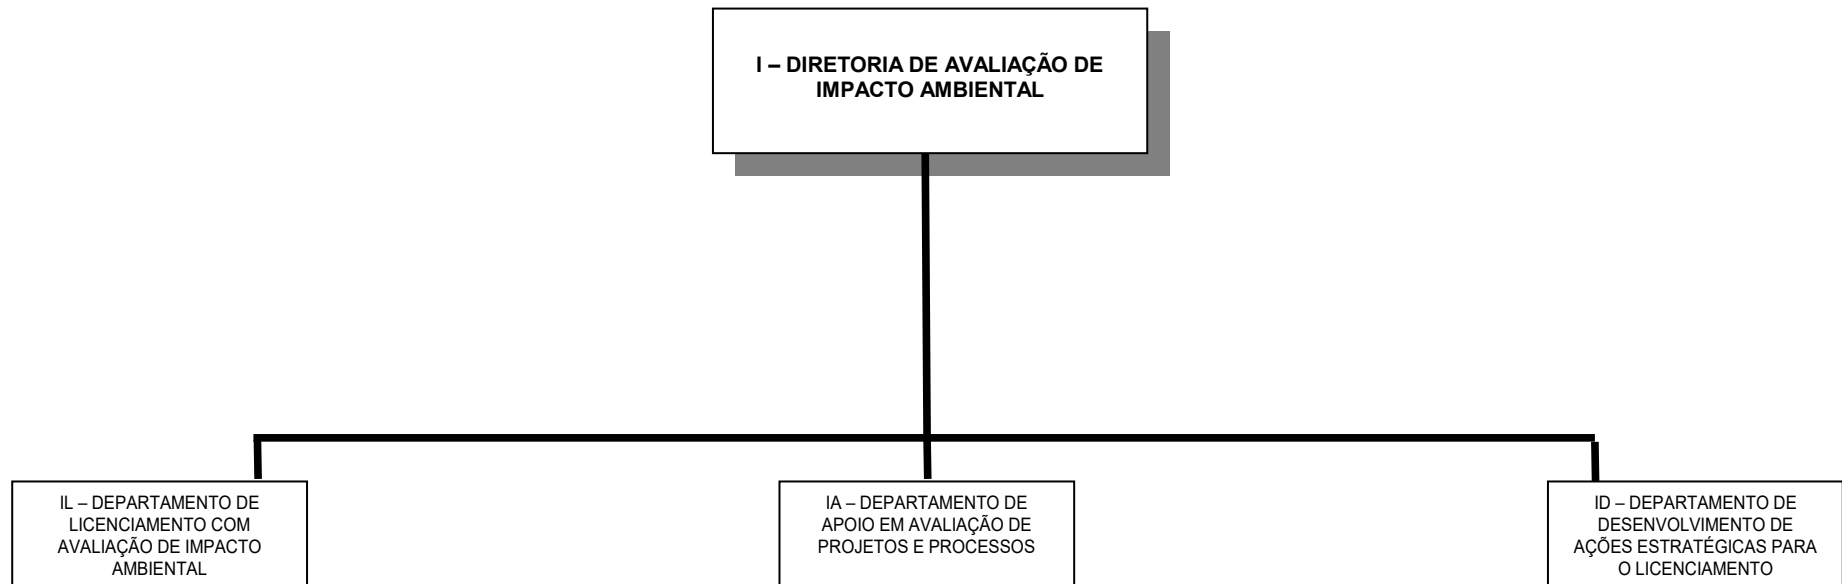 I – DIRETORIA DE AVALIAÇÃO DE
IMPACTO AMBIENTAL
IL – DEPARTAMENTO DE
LICENCIAMENTO COM
AVALIAÇÃO DE IMPACTO
AMBIENTAL
IA – DEPARTAMENTO DE
APOIO EM AVALIAÇÃO DE
PROJETOS E PROCESSOS
ID – DEPARTAMENTO DE
DESENVOLVIMENTO DE
AÇÕES ESTRATÉGICAS PARA
O LICENCIAMENTO